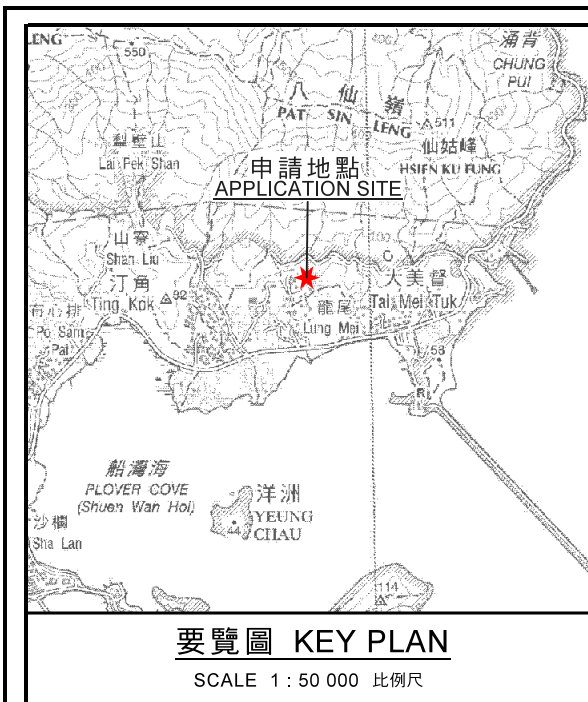 LENG
550
涌背
CHUNG
PUI
八仙嶺
PAT SIN LENG
511
仙姑峰
HSIEN KU FUNG
犁壁山
Lai Pek Shan
申請地點
APPLICATION SITE
山寮
Shan Liu
汀角
Ting Kok
92
大美督
Tai Mei Tuk
龍尾
Lung Mei
布心排
Po Sam
Pai
58
船灣海
PLOVER COVE
(Shuen Wan Hoi)
洋洲
YEUNG
CHAU
44
沙欄
Sha Lan
114
要覽圖 KEY PLAN
SCALE 1 : 50 000 比例尺